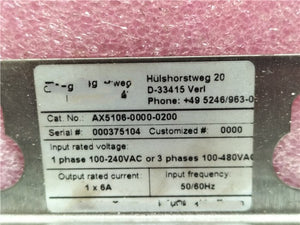 Hülshorstweg 20
D-33415 Verl
Phone: +49 5246/963-0
Cat. No.: AX5106-0000-0200
Serial #: 000375104 Customized #: 0000
Input rated voltage:
1 phase 100-240VAC or 3 phases 100-480VAC
Output rated current: Input frequency:
1 x 6A 50/60Hz